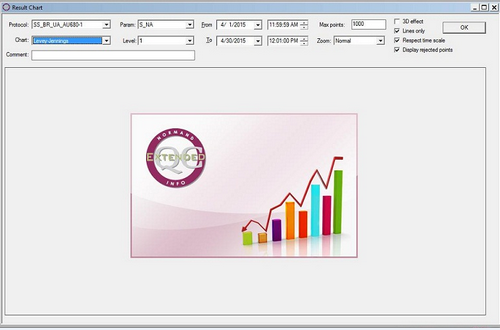 Result Chart
Protocol: SS_BR_UA_AU680-1 Param: S_NA From 4/ 1/2015 11:59:59 AM Max points: 1000 3D effect
Lines only
OK
Chart: Levey-Jennings Level: 1 To 4/30/2015 12:01:00 PM Zoom: Normal Respect time scale
Display rejected points
Comment:
NORMAND
QC
EXTENDED
INFO